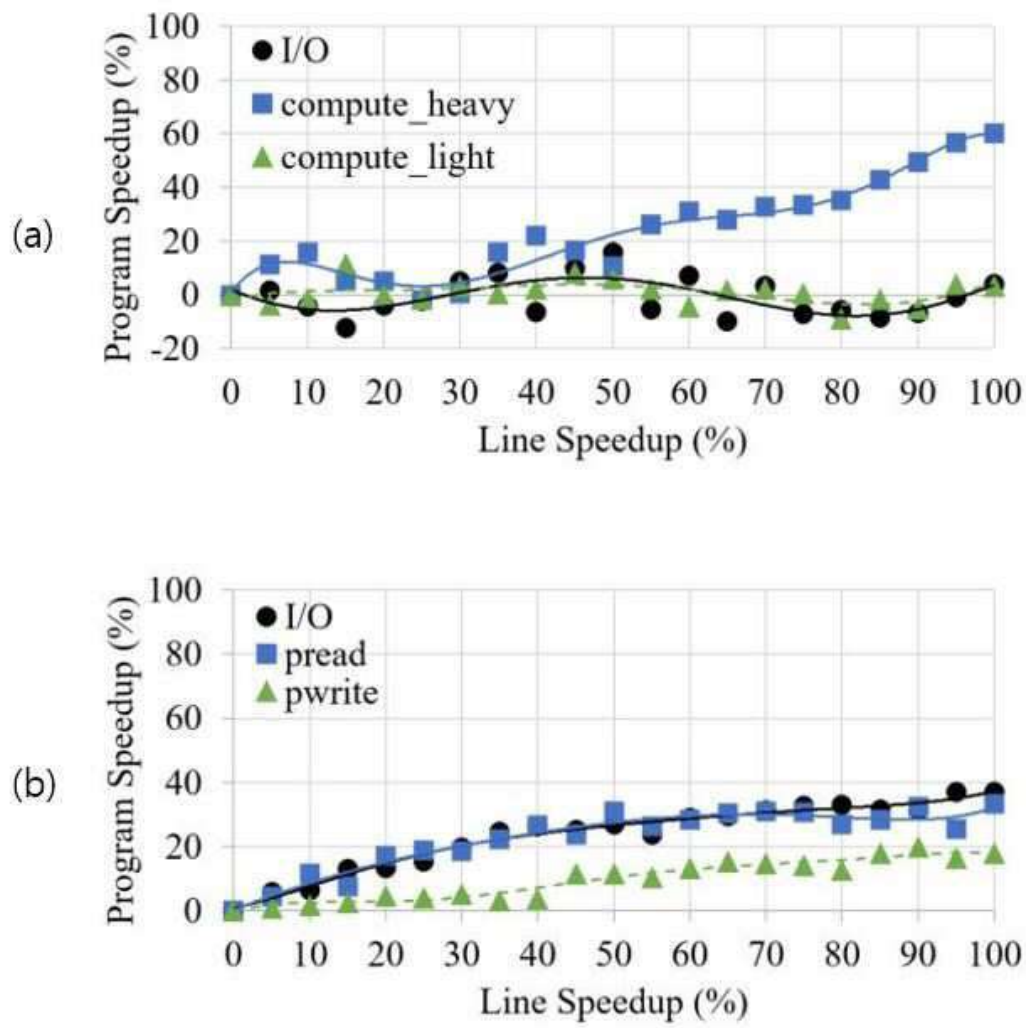 (a)
Program Speedup (%)
100
80
60
40
20
0
-20
I/O
compute_heavy
compute_light
0 10 20 30 40 50 60 70 80 90 100
Line Speedup (%)
(b)
Program Speedup (%)
100
80
60
40
20
0
I/O
pread
pwrite
0 10 20 30 40 50 60 70 80 90 100
Line Speedup (%)